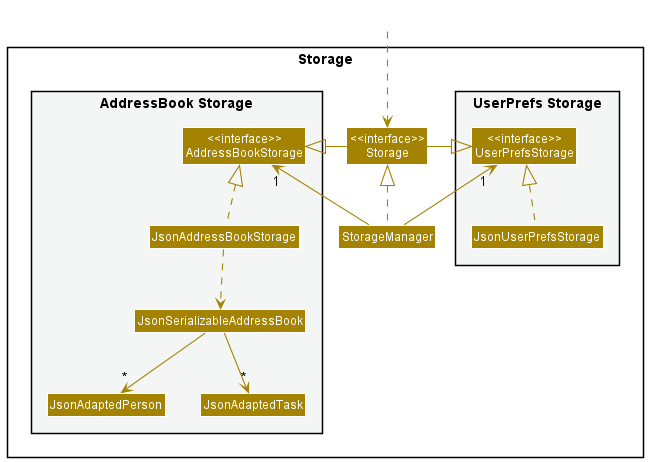 Storage
AddressBook Storage
UserPrefs Storage
<<interface>>
AddressBookStorage
<<interface>>
Storage
<<interface>>
UserPrefsStorage
1
1
JsonAddressBookStorage
StorageManager
JsonUserPrefsStorage
JsonSerializableAddressBook
*
*
JsonAdaptedPerson
JsonAdaptedTask